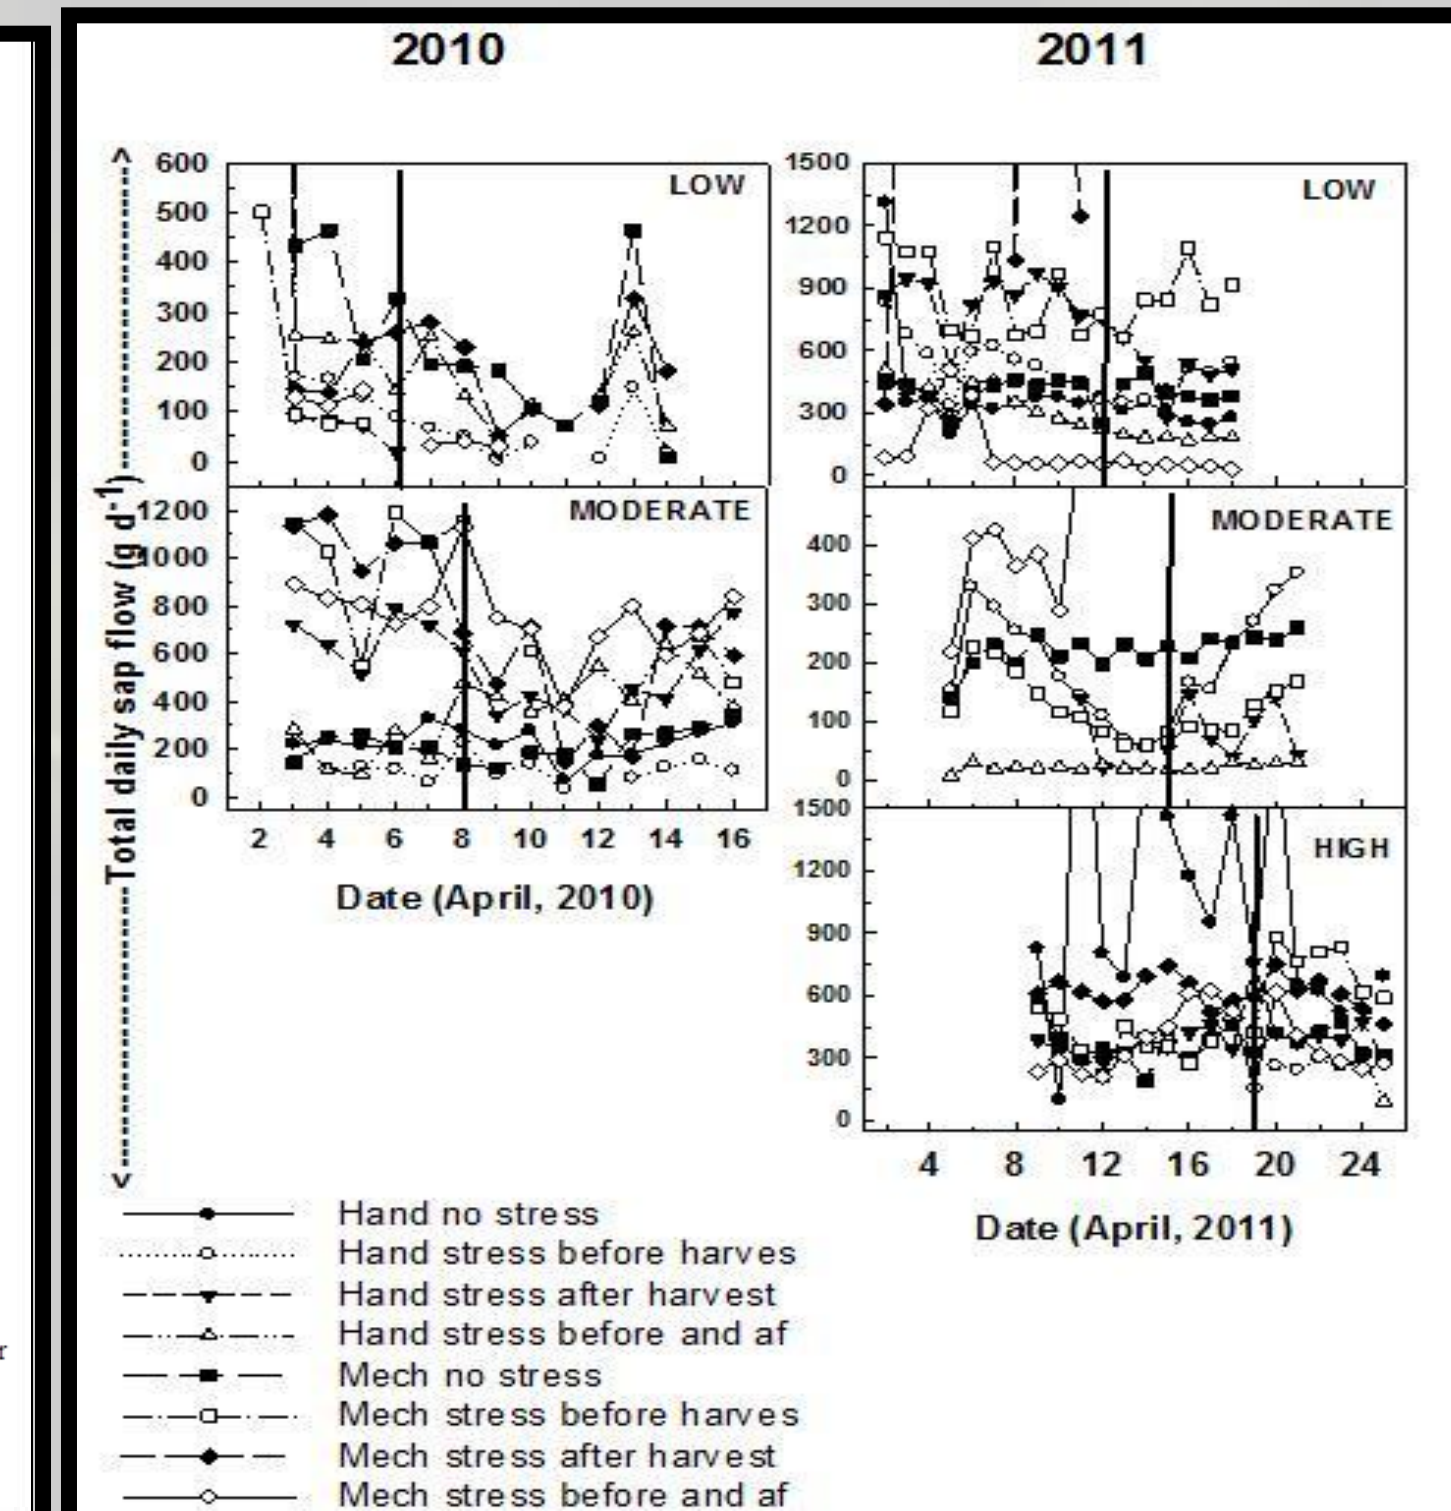 2010
2011
<---------Total daily sap flow (g d-1)--------->
600
500
400
300
200
100
0
LOW
1200
1000
800
600
400
200
0
MODERATE
2 4 6 8 10 12 14 16
Date (April, 2010)
1500
1200
900
600
300
0
LOW
400
300
200
100
0
MODERATE
1500
1200
900
600
300
0
HIGH
4 8 12 16 20 24
Date (April, 2011)
Hand no stress
Hand stress before harves
Hand stress after harvest
Hand stress before and af
Mech no stress
Mech stress before harves
Mech stress after harvest
Mech stress before and af
r